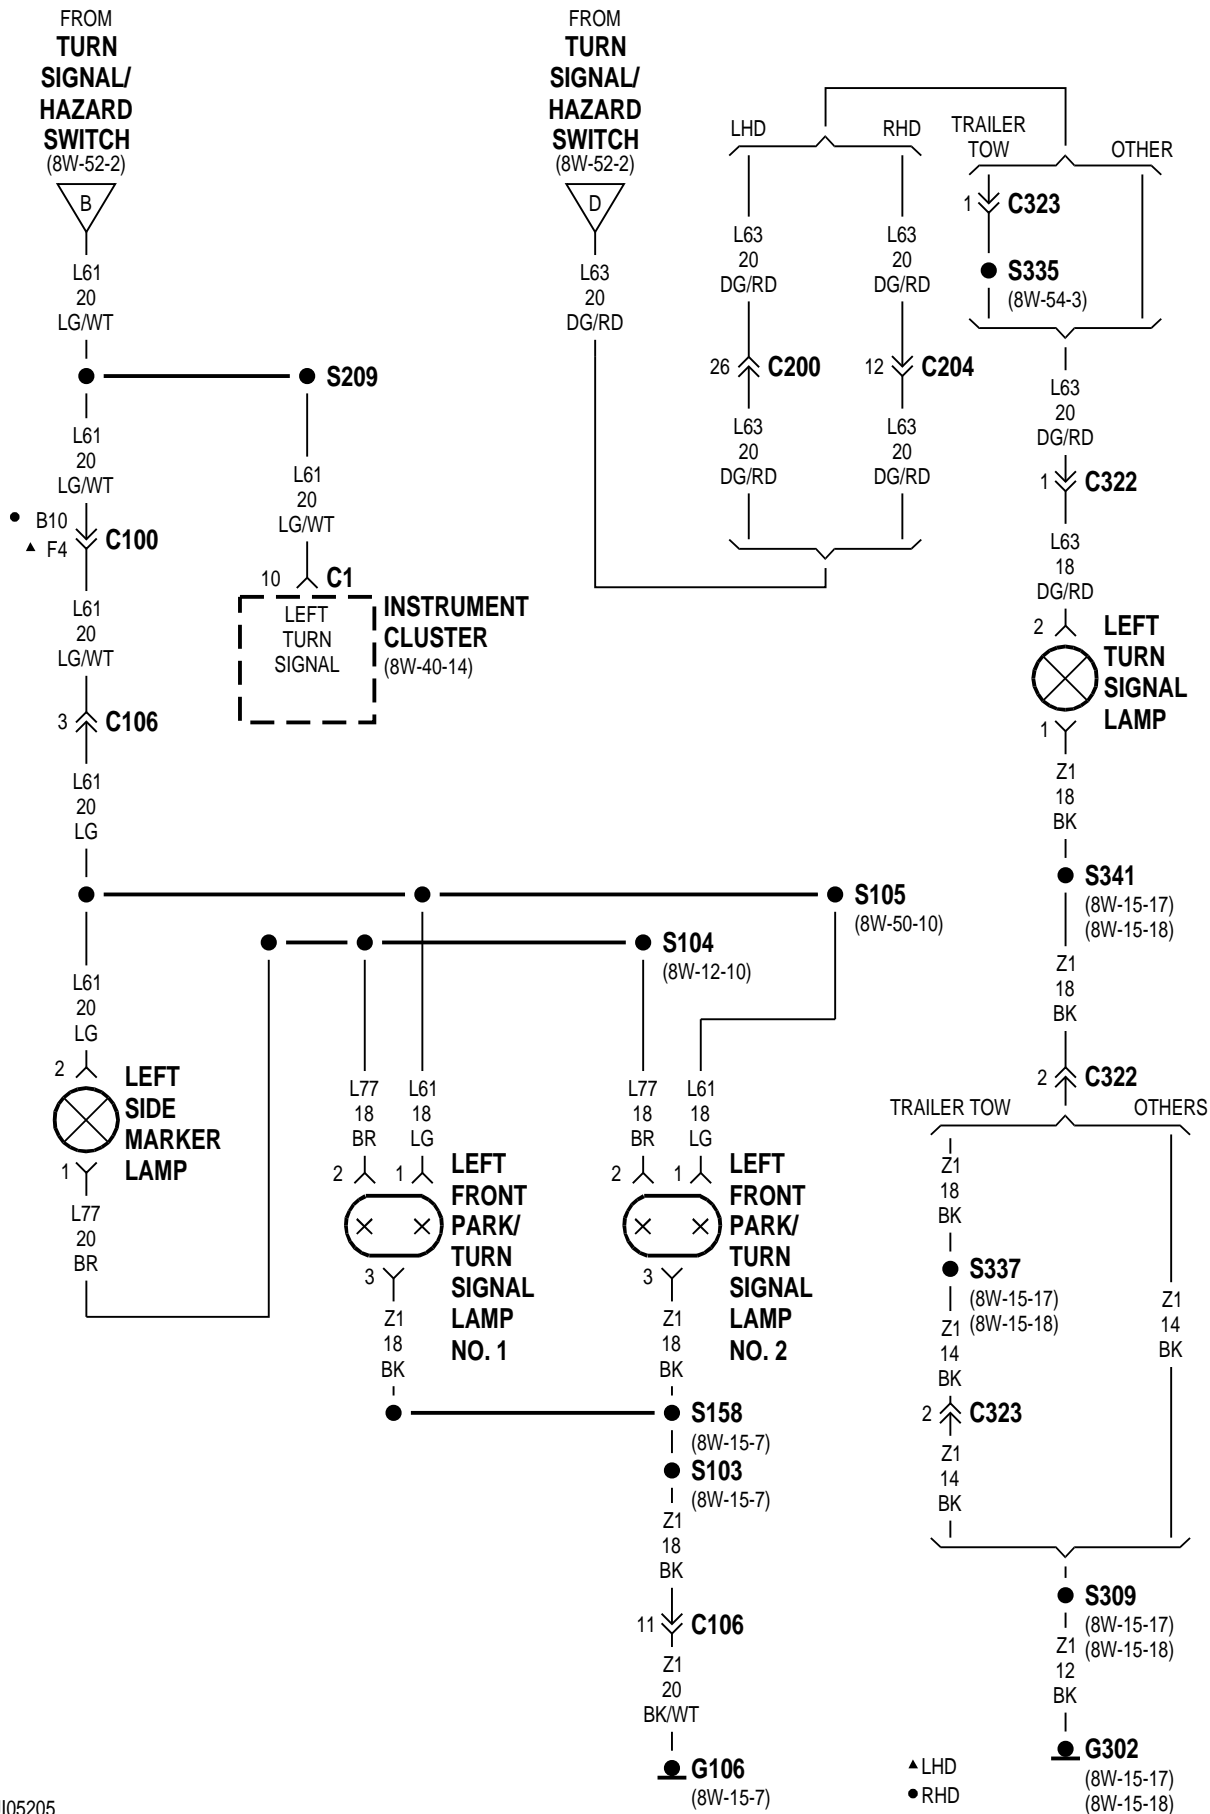 FROM
TURN
SIGNAL/
HAZARD
SWITCH
(8W-52-2)
B
L61
20
LG/WT
S209
L61
20
LG/WT
B10
F4
C100
L61
20
LG/WT
3
C106
L61
20
LG
L61
20
LG/WT
10
C1
LEFT
TURN
SIGNAL
INSTRUMENT
CLUSTER
(8W-40-14)
FROM
TURN
SIGNAL/
HAZARD
SWITCH
(8W-52-2)
D
L63
20
DG/RD
LHD
RHD
L63
20
DG/RD
L63
20
DG/RD
26
C200
12
C204
L63
20
DG/RD
L63
20
DG/RD
TRAILER
TOW
OTHER
1
C323
S335
(8W-54-3)
L63
20
DG/RD
1
C322
L63
18
DG/RD
2
LEFT
TURN
SIGNAL
LAMP
1
Z1
18
BK
S341
(8W-15-17)
(8W-15-18)
Z1
18
BK
2
C322
S105
(8W-50-10)
S104
(8W-12-10)
L61
20
LG
2
LEFT
SIDE
MARKER
LAMP
1
L77
20
BR
L77
18
BR
L61
18
LG
2
1
LEFT
FRONT
PARK/
TURN
SIGNAL
LAMP
NO. 1
3
Z1
18
BK
L77
18
BR
L61
18
LG
2
1
LEFT
FRONT
PARK/
TURN
SIGNAL
LAMP
NO. 2
3
Z1
18
BK
S158
(8W-15-7)
S103
(8W-15-7)
Z1
18
BK
11
C106
Z1
20
BK/WT
G106
(8W-15-7)
TRAILER TOW
OTHERS
Z1
18
BK
S337
(8W-15-17)
(8W-15-18)
Z1
14
BK
2
C323
Z1
14
BK
Z1
14
BK
S309
(8W-15-17)
(8W-15-18)
Z1
12
BK
G302
(8W-15-17)
(8W-15-18)
LHD
RHD